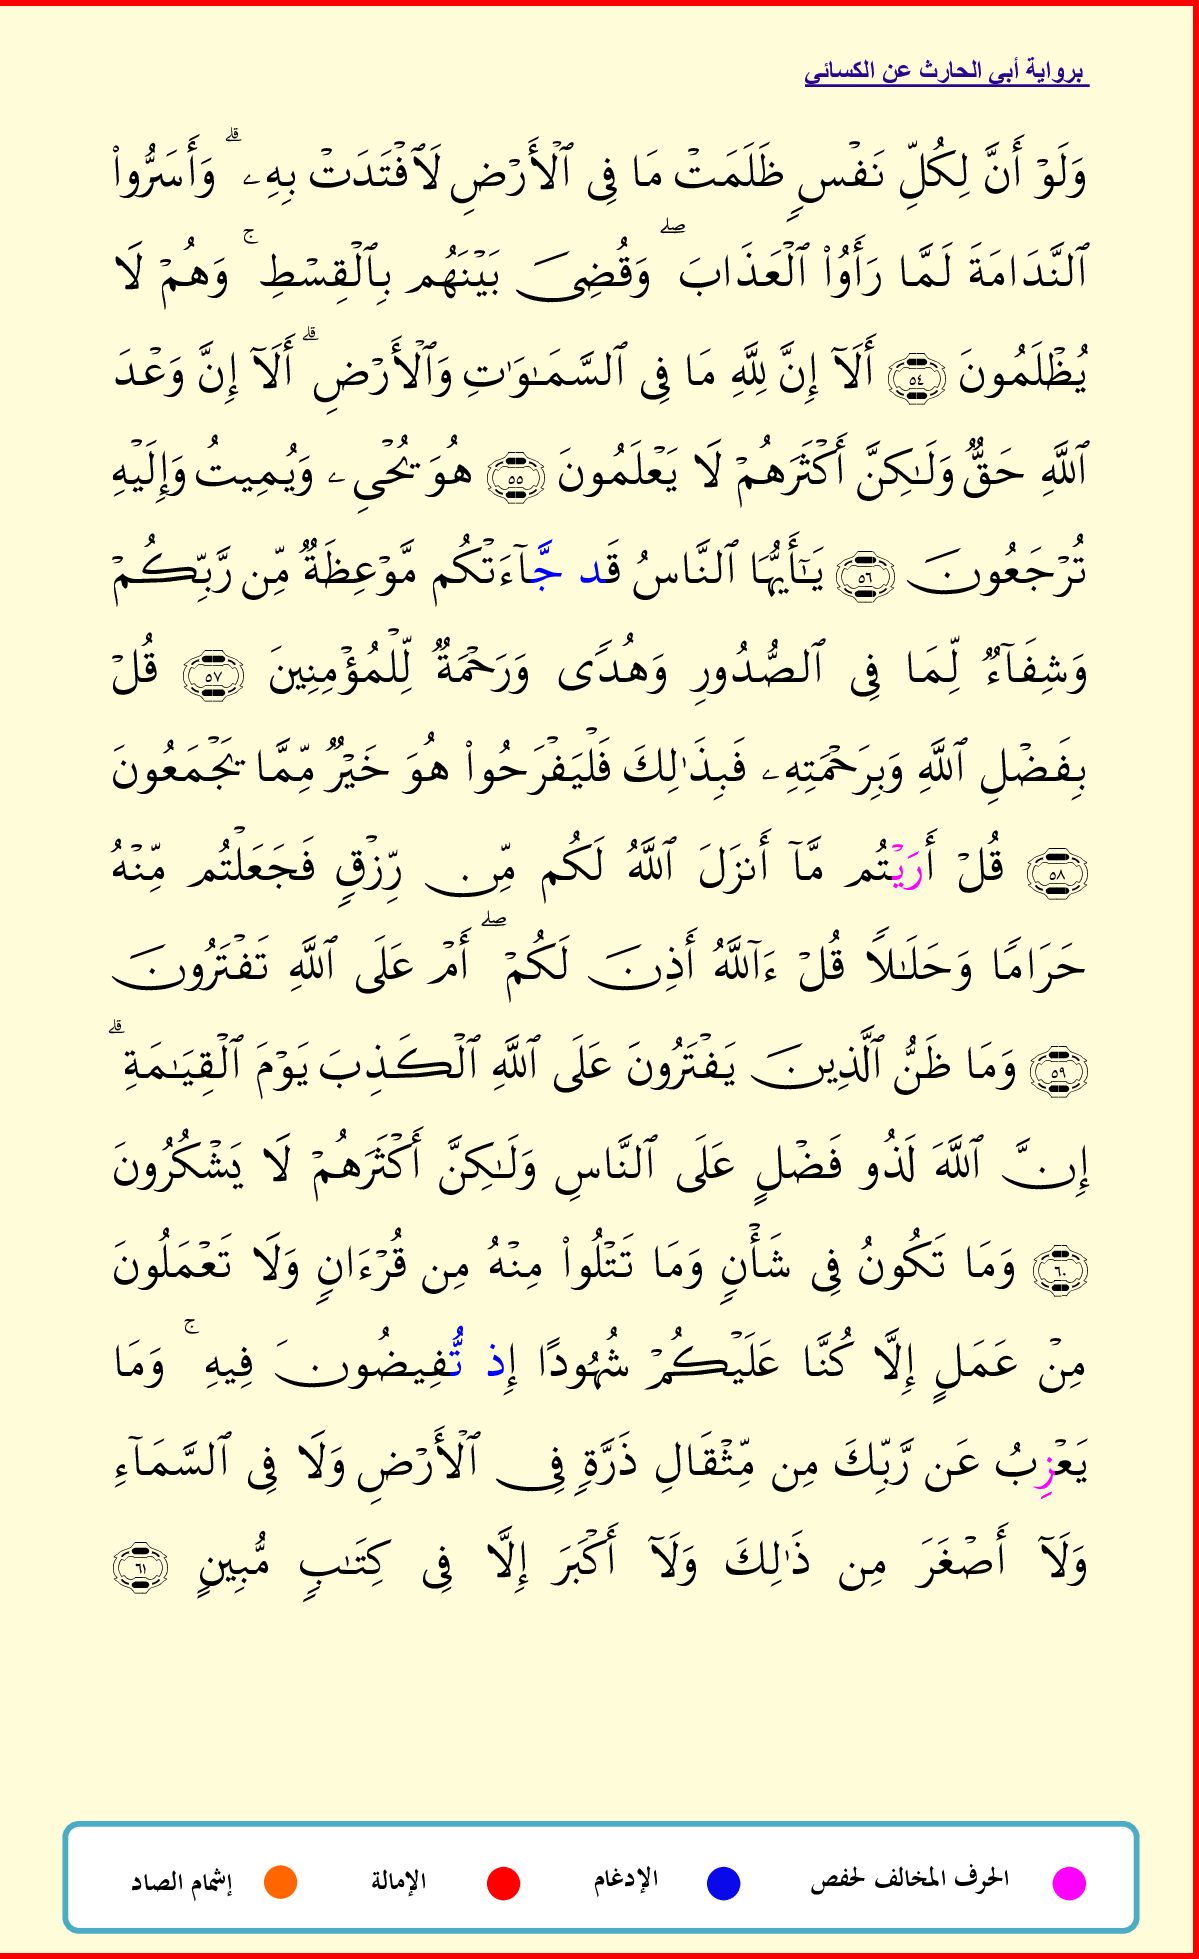 برواية أبي الحارث عن الكسائي
وَلَوْ أَنَّ لِكُلِّ نَفْسٍ ظَلَمَتْ مَا فِى ٱلْأَرْضِ لَٱفْتَدَتْ بِهِۦ ۗ وَأَسَرُّوا۟
ٱلنَّدَامَةَ لَمَّا رَأَوُا۟ ٱلْعَذَابَ ۖ وَقُضِىَ بَيْنَهُم بِٱلْقِسْطِ ۚ وَهُمْ لَا
يُظْلَمُونَ ٥٤ أَلَآ إِنَّ لِلَّهِ مَا فِى ٱلسَّمَـٰوَٰتِ وَٱلْأَرْضِ ۗ أَلَآ إِنَّ وَعْدَ
ٱللَّهِ حَقٌّ وَلَـٰكِنَّ أَكْثَرَهُمْ لَا يَعْلَمُونَ ٥٥ هُوَ يُحْىِۦ وَيُمِيتُ وَإِلَيْهِ
تُرْجَعُونَ ٥٦ يَـٰٓأَيُّهَا ٱلنَّاسُ قَد جَّآءَتْكُم مَّوْعِظَةٌ مِّن رَّبِّكُمْ
وَشِفَآءٌ لِّمَا فِى ٱلصُّدُورِ وَهُدًى وَرَحْمَةٌ لِّلْمُؤْمِنِينَ ٥٧ قُلْ
بِفَضْلِ ٱللَّهِ وَبِرَحْمَتِهِۦ فَبِذَٰلِكَ فَلْيَفْرَحُوا۟ هُوَ خَيْرٌ مِّمَّا يَجْمَعُونَ
٥٨ قُلْ أَرَيْتُم مَّآ أَنزَلَ ٱللَّهُ لَكُم مِّن رِّزْقٍ فَجَعَلْتُم مِّنْهُ
حَرَامًا وَحَلَـٰلًا قُلْ ءَآللَّهُ أَذِنَ لَكُمْ ۖ أَمْ عَلَى ٱللَّهِ تَفْتَرُونَ
٥٩ وَمَا ظَنُّ ٱلَّذِينَ يَفْتَرُونَ عَلَى ٱللَّهِ ٱلْكَذِبَ يَوْمَ ٱلْقِيَـٰمَةِ ۗ
إِنَّ ٱللَّهَ لَذُو فَضْلٍ عَلَى ٱلنَّاسِ وَلَـٰكِنَّ أَكْثَرَهُمْ لَا يَشْكُرُونَ
٦٠ وَمَا تَكُونُ فِى شَأْنٍ وَمَا تَتْلُوا۟ مِنْهُ مِن قُرْءَانٍ وَلَا تَعْمَلُونَ
مِنْ عَمَلٍ إِلَّا كُنَّا عَلَيْكُمْ شُهُودًا إِذ تُّفِيضُونَ فِيهِ ۚ وَمَا
يَعْزِبُ عَن رَّبِّكَ مِن مِّثْقَالِ ذَرَّةٍ فِى ٱلْأَرْضِ وَلَا فِى ٱلسَّمَآءِ
وَلَآ أَصْغَرَ مِن ذَٰلِكَ وَلَآ أَكْبَرَ إِلَّا فِى كِتَـٰبٍ مُّبِينٍ ٦١
الحرف المخالف لحفص الإدغام الإمالة إشمام الصاد